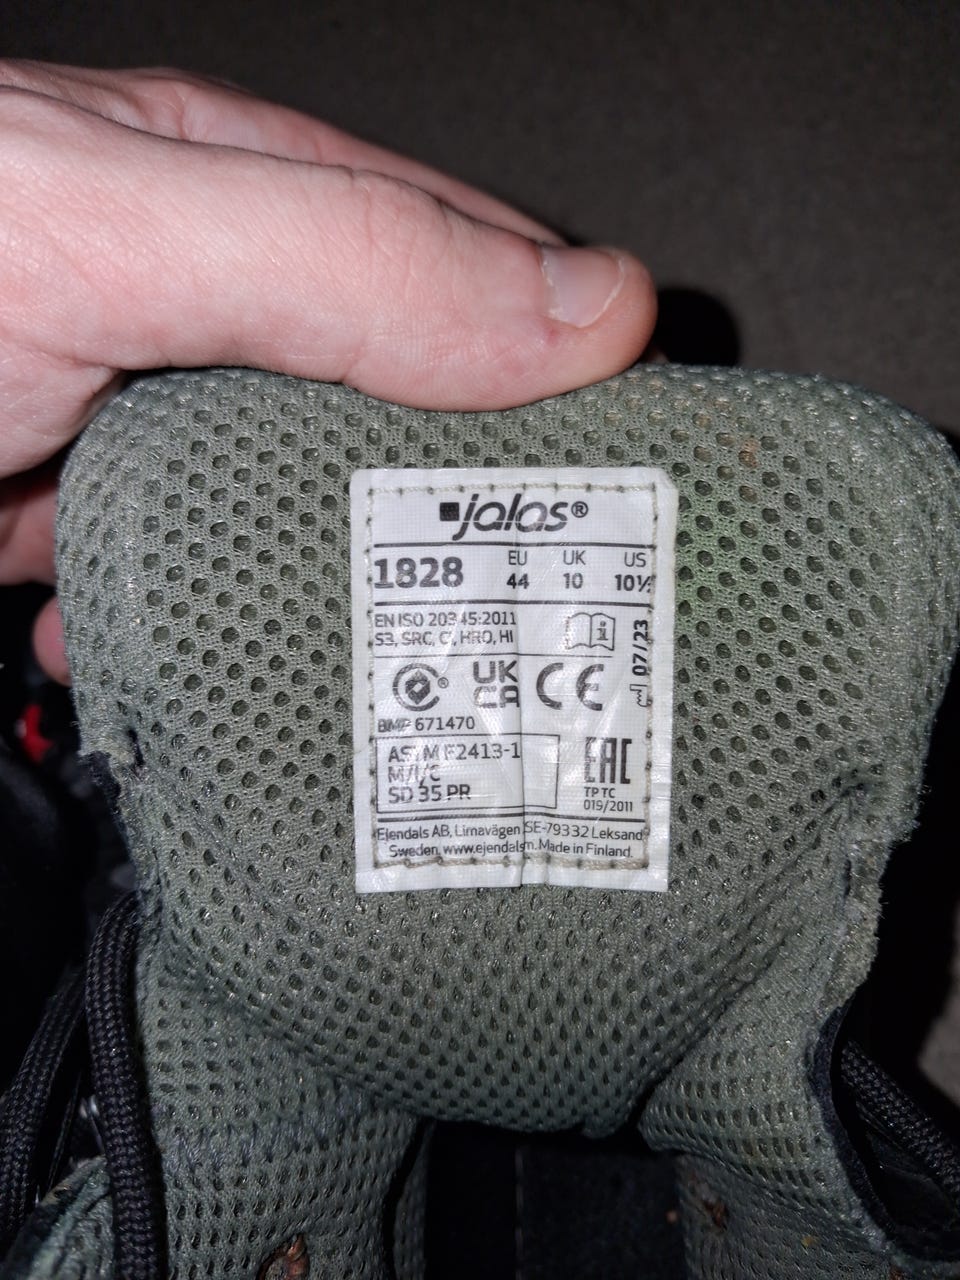 jalas®
1828 EU 44 UK 10 US 10½
EN ISO 20345:2011
S3, SRC, CI, HRO, HI
07/23
® UK CA CE
BMP 671470
ASTM F2413-1
M/I/C
SD 35 PR
EAC
TP TC
019/2011
Ejendals AB, Limavägen SE-79332 Leksand
Sweden. www.ejendals Made in Finland.